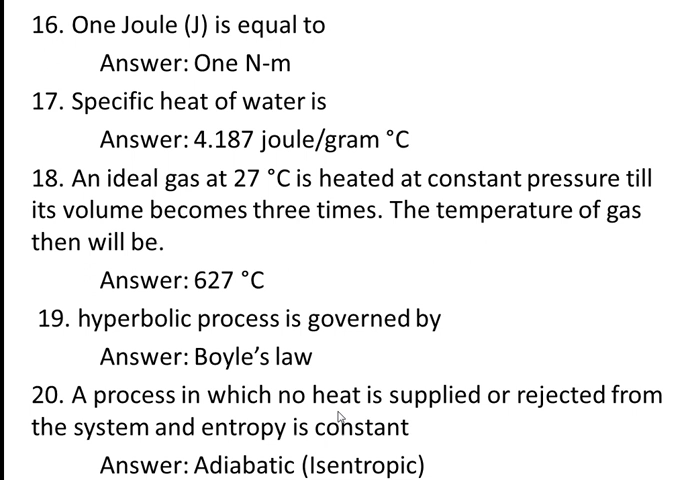 16. One Joule (J) is equal to
Answer: One N-m
17. Specific heat of water is
Answer: 4.187 joule/gram °C
18. An ideal gas at 27 °C is heated at constant pressure till
its volume becomes three times. The temperature of gas
then will be.
Answer: 627 °C
19. hyperbolic process is governed by
Answer: Boyle’s law
20. A process in which no heat is supplied or rejected from
the system and entropy is constant
Answer: Adiabatic (Isentropic)